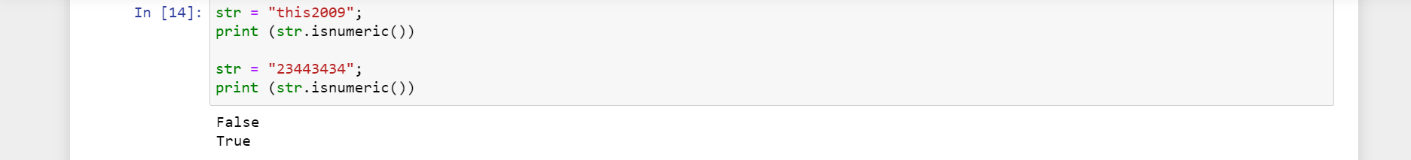 In [14]: str = "this2009";
print (str.isnumeric())
str = "23443434";
print (str.isnumeric())
False
True